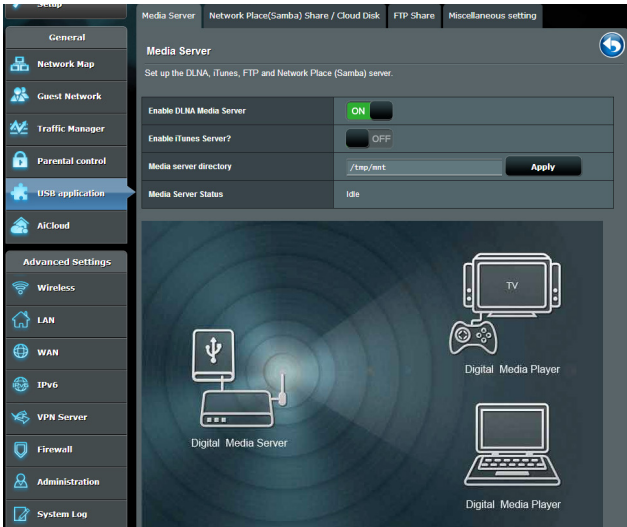 Setup
Media Server
Network Place(Samba) Share / Cloud Disk
FTP Share
Miscellaneous setting
General
Network Map
Guest Network
Traffic Manager
Parental control
USB application
AiCloud
Advanced Settings
Wireless
LAN
WAN
IPv6
VPN Server
Firewall
Administration
System Log
Media Server
Set up the DLNA, iTunes, FTP and Network Place (Samba) server.
Enable DLNA Media Server ON
Enable iTunes Server? OFF
Media server directory /tmp/mnt Apply
Media Server Status Idle
TV
Digital Media Player
Digital Media Server
Digital Media Player